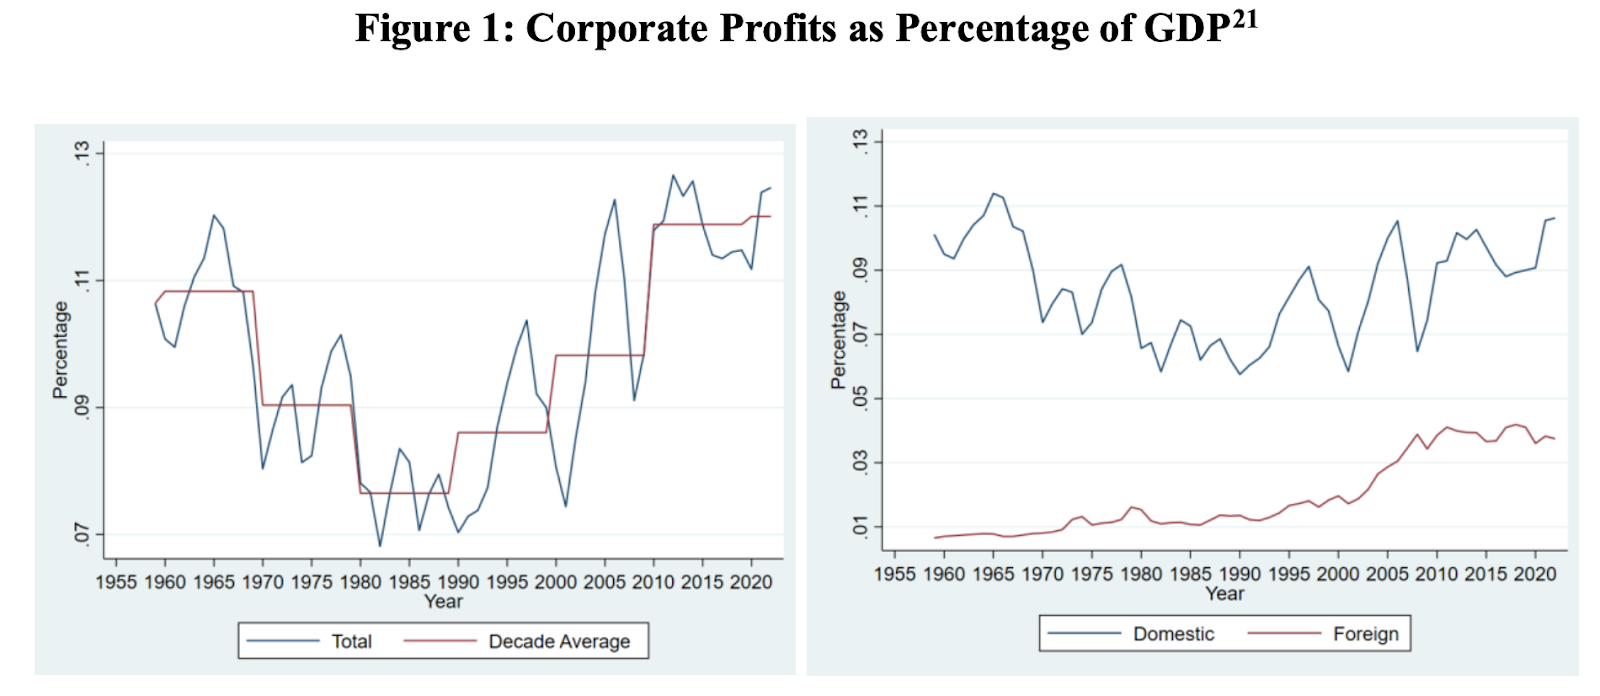 Figure 1: Corporate Profits as Percentage of GDP21
Percentage
.13
.11
.09
.07
1955 1960 1965 1970 1975 1980 1985 1990 1995 2000 2005 2010 2015 2020
Year
Total Decade Average
Percentage
.13
.11
.09
.07
.05
.03
.01
1955 1960 1965 1970 1975 1980 1985 1990 1995 2000 2005 2010 2015 2020
Year
Domestic Foreign